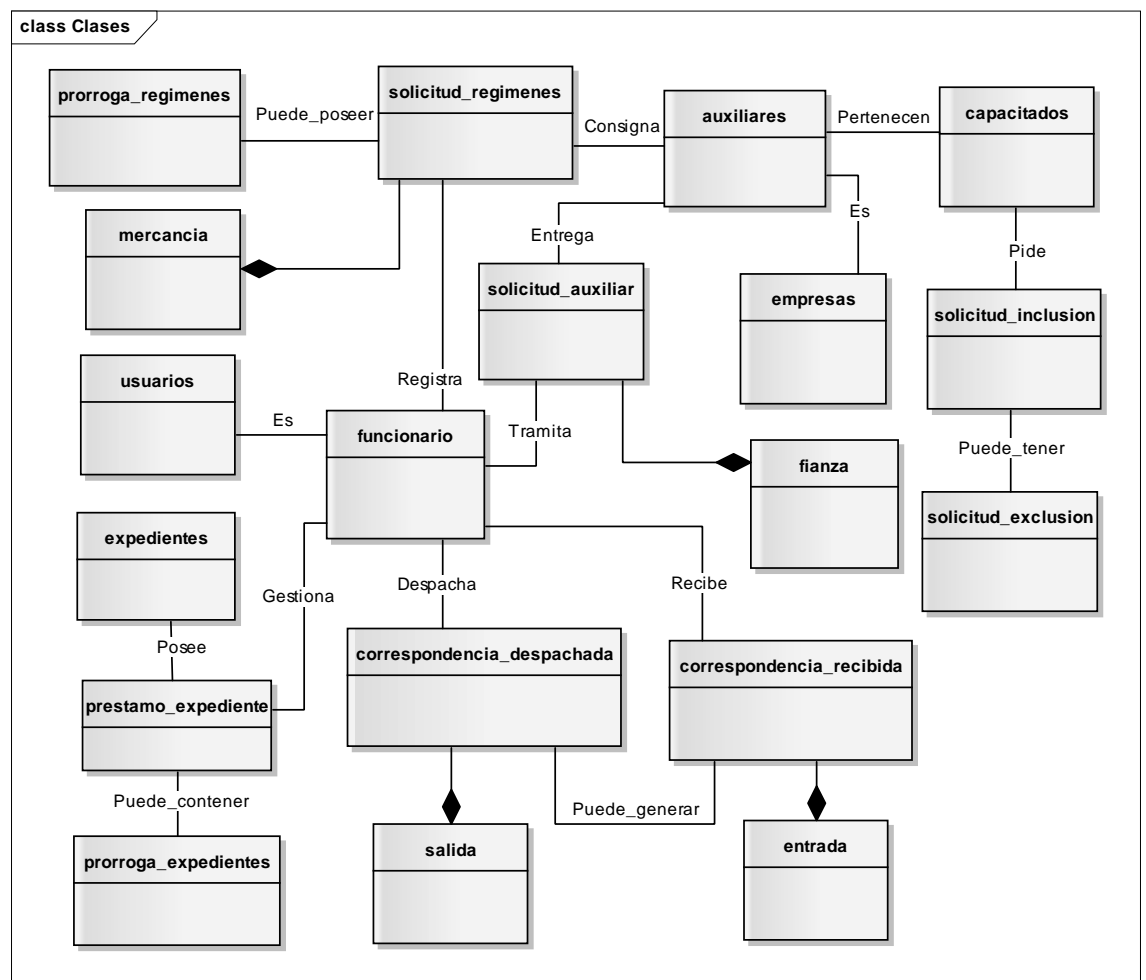 class Clases
prorroga_regimenes
Puede_poseer
solicitud_regimenes
Consigna
auxiliares
Pertenecen
capacitados
mercancia
Entrega
Es
Pide
solicitud_auxiliar
empresas
solicitud_inclusion
usuarios
Registra
Es
funcionario
Tramita
Puede_tener
fianza
solicitud_exclusion
expedientes
Gestiona
Despacha
Recibe
Posee
correspondencia_despachada
correspondencia_recibida
prestamo_expediente
Puede_contener
Puede_generar
prorroga_expedientes
salida
entrada